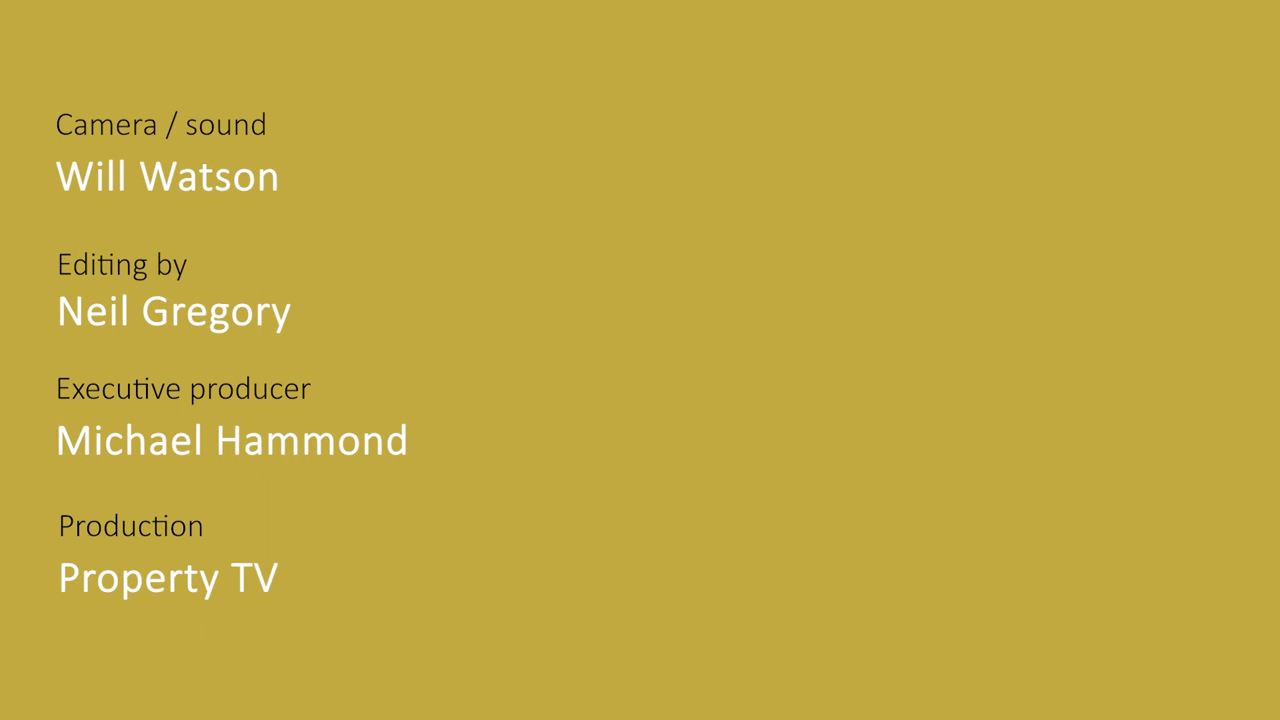 Camera / sound
Will Watson
Editing by
Neil Gregory
Executive producer
Michael Hammond
Production
Property TV